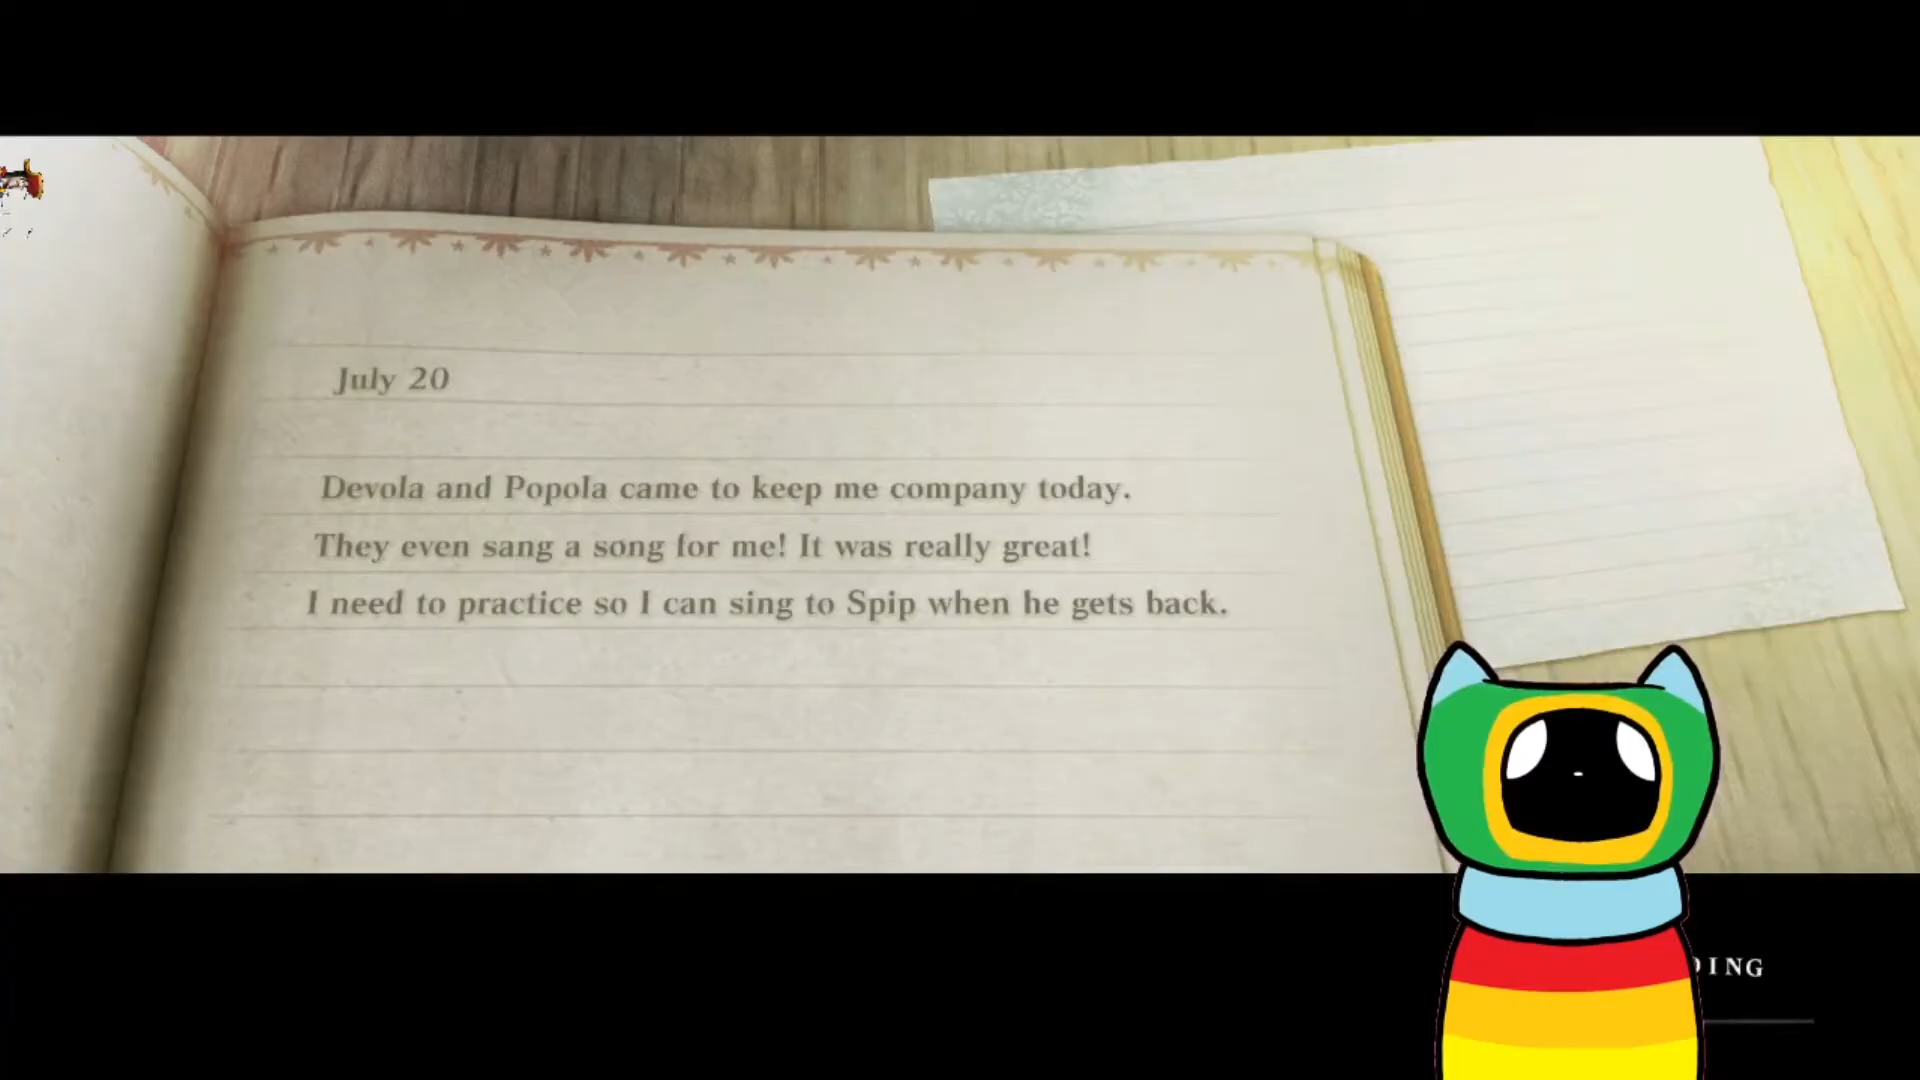 July 20
Devola and Popola came to keep me company today.
They even sang a song for me! It was really great!
I need to practice so I can sing to Spip when he gets back.
DING